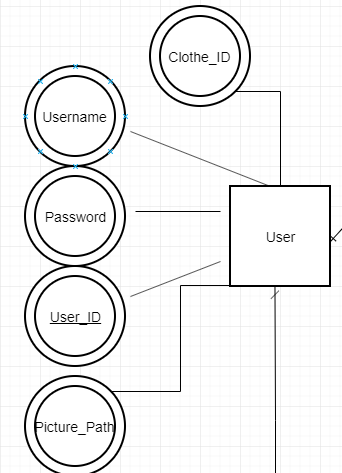 Clothe_ID
Username
Password
User
User_ID
Picture_Path